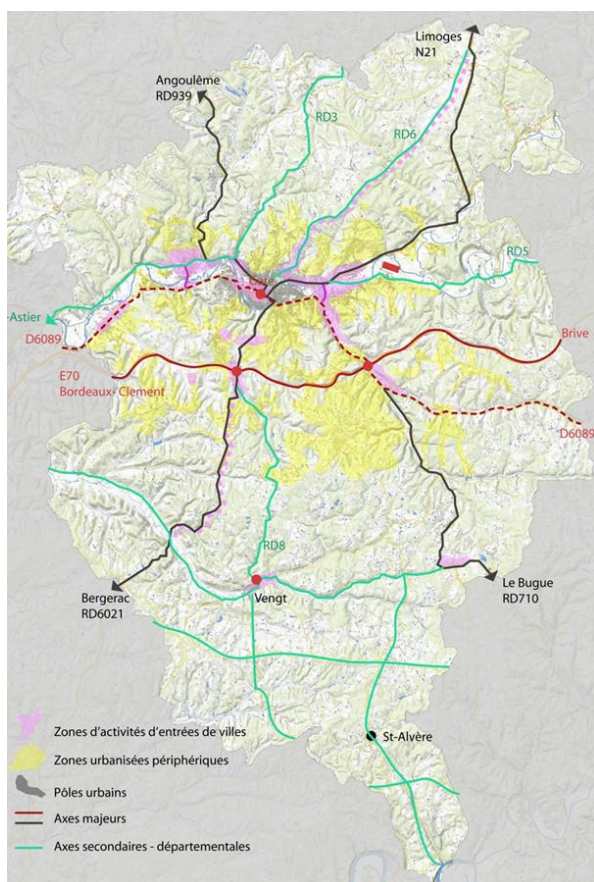 Limoges
N21
Angoulême
RD939
RD3
RD6
RD5
-Astier
D6089
Brive
E70
Bordeaux- Clement
D6089
RD8
Bergerac
RD6021
Vengt
Le Bugue
RD710
St-Alvère
Zones d'activités d'entrées de villes
Zones urbanisées périphériques
Pôles urbains
Axes majeurs
Axes secondaires - départementales